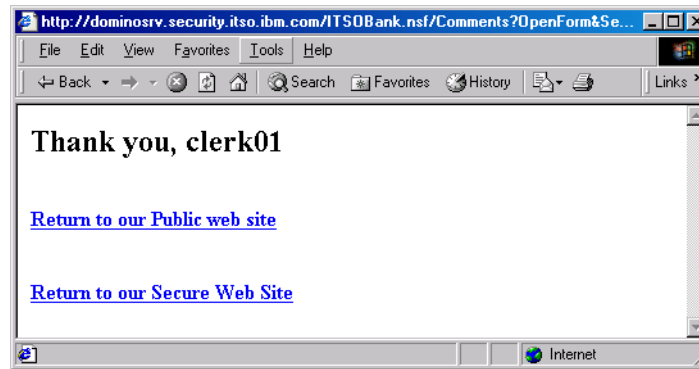 http://dominosrv.security.itso.ibm.com/ITSOBank.nsf/Comments?OpenForm&Se...
File Edit View Favorites Tools Help
Back Search Favorites History Links
Thank you, clerk01
Return to our Public web site
Return to our Secure Web Site
Internet